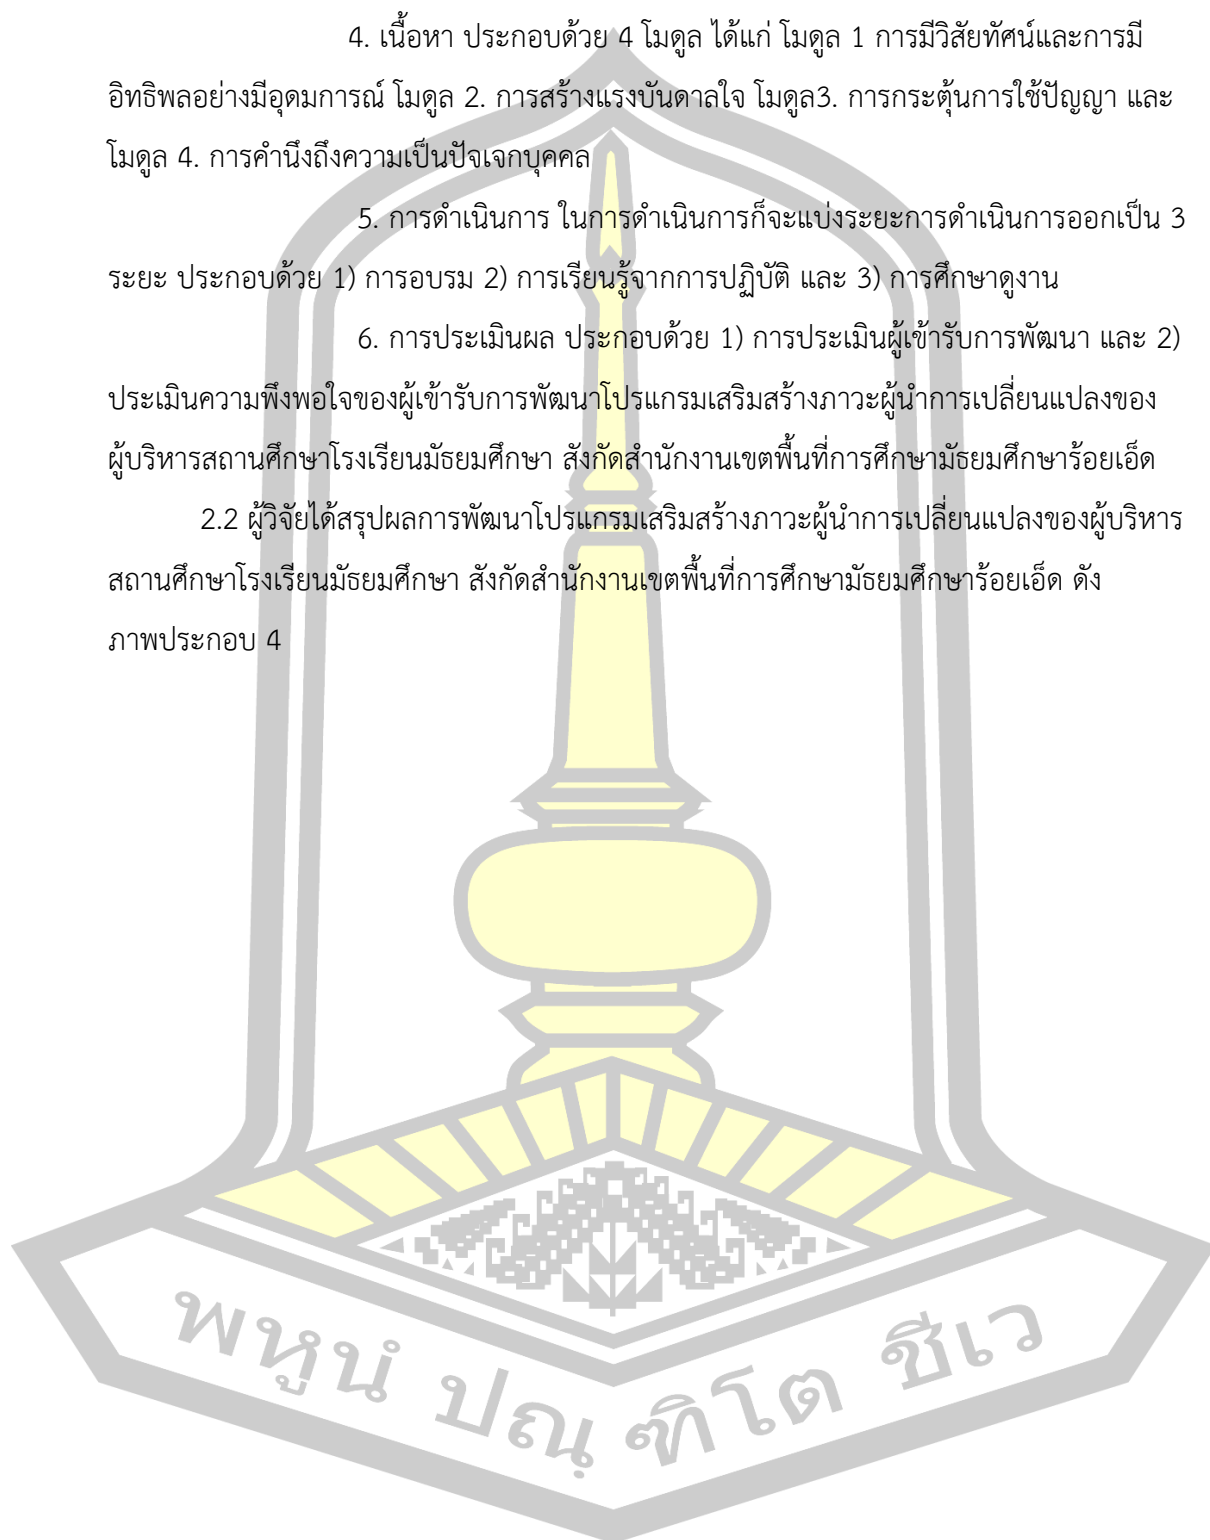 4. เนื้อหา ประกอบด้วย 4 โมดูล ได้แก่ โมดูล 1 การมีวิสัยทัศน์และการมี
อิทธิพลอย่างมีอุดมการณ์ โมดูล 2. การสร้างแรงบันดาลใจ โมดูล3. การกระตุ้นการใช้ปัญญา และ
โมดูล 4. การคำนึงถึงความเป็นปัจเจกบุคคล
5. การดำเนินการ ในการดำเนินการก็จะแบ่งระยะการดำเนินการออกเป็น 3
ระยะ ประกอบด้วย 1) การอบรม 2) การเรียนรู้จากการปฏิบัติ และ 3) การศึกษาดูงาน
6. การประเมินผล ประกอบด้วย 1) การประเมินผู้เข้ารับการพัฒนา และ 2)
ประเมินความพึงพอใจของผู้เข้ารับการพัฒนาโปรแกรมเสริมสร้างภาวะผู้นำการเปลี่ยนแปลงของ
ผู้บริหารสถานศึกษาโรงเรียนมัธยมศึกษา สังกัดสำนักงานเขตพื้นที่การศึกษามัธยมศึกษาร้อยเอ็ด
2.2 ผู้วิจัยได้สรุปผลการพัฒนาโปรแกรมเสริมสร้างภาวะผู้นำการเปลี่ยนแปลงของผู้บริหาร
สถานศึกษาโรงเรียนมัธยมศึกษา สังกัดสำนักงานเขตพื้นที่การศึกษามัธยมศึกษาร้อยเอ็ด ดัง
ภาพประกอบ 4
พหูนํ ปณฺฑิโต ชีเว